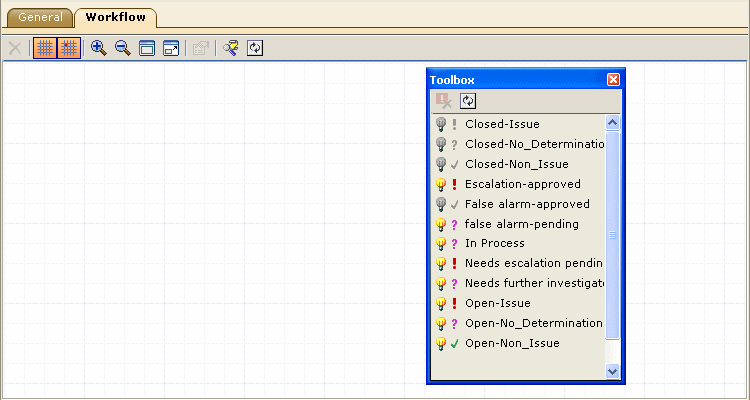 General
Workflow
Toolbox
Closed-Issue
Closed-No_Determinatio
Closed-Non_Issue
Escalation-approved
False alarm-approved
false alarm-pending
In Process
Needs escalation pendin
Needs further investigat
Open-Issue
Open-No_Determination
Open-Non_Issue